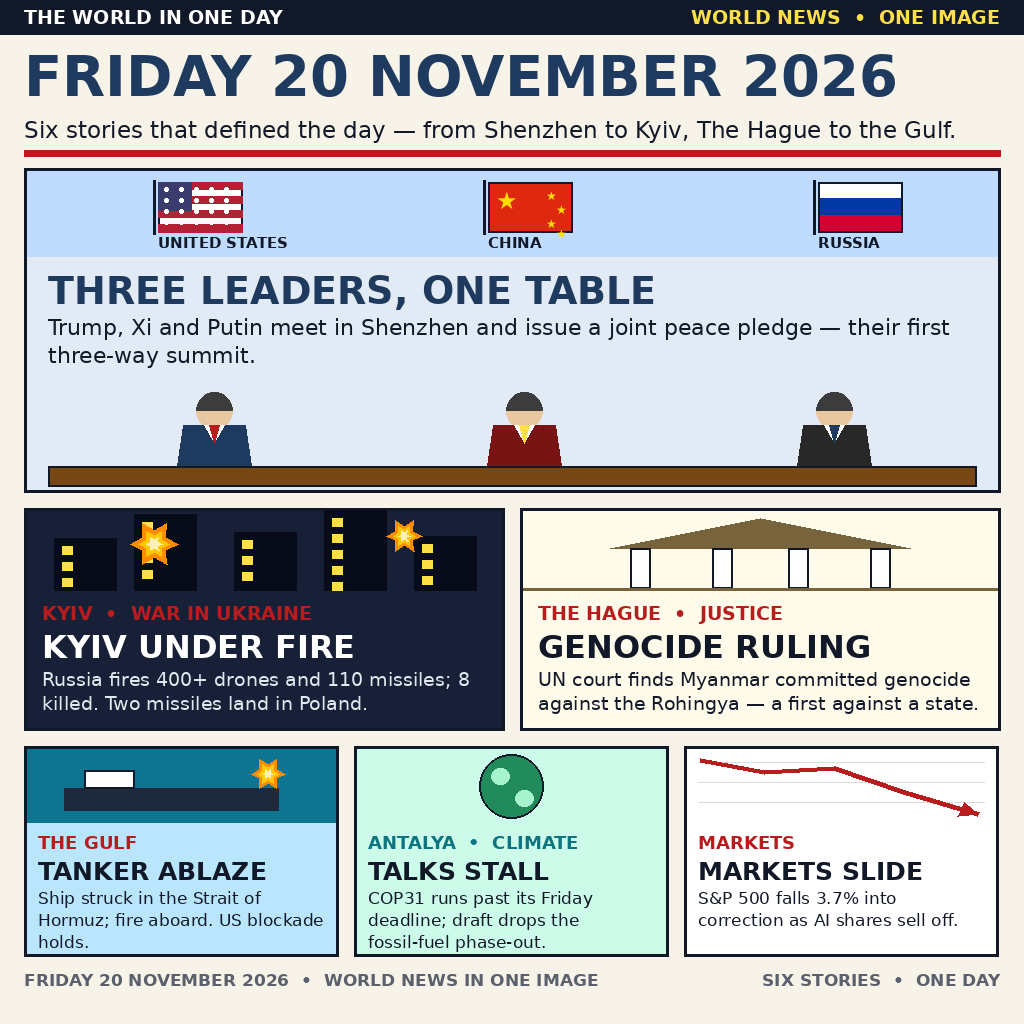 THE WORLD IN ONE DAY
WORLD NEWS • ONE IMAGE
FRIDAY 20 NOVEMBER 2026
Six stories that defined the day — from Shenzhen to Kyiv, The Hague to the Gulf.
UNITED STATES
CHINA
RUSSIA
THREE LEADERS, ONE TABLE
Trump, Xi and Putin meet in Shenzhen and issue a joint peace pledge — their first
three-way summit.
KYIV • WAR IN UKRAINE
KYIV UNDER FIRE
Russia fires 400+ drones and 110 missiles; 8
killed. Two missiles land in Poland.
THE HAGUE • JUSTICE
GENOCIDE RULING
UN court finds Myanmar committed genocide
against the Rohingya — a first against a state.
THE GULF
TANKER ABLAZE
Ship struck in the Strait of
Hormuz; fire aboard. US blockade
holds.
ANTALYA • CLIMATE
TALKS STALL
COP31 runs past its Friday
deadline; draft drops the
fossil-fuel phase-out.
MARKETS
MARKETS SLIDE
S&P 500 falls 3.7% into
correction as AI shares sell off.
FRIDAY 20 NOVEMBER 2026 • WORLD NEWS IN ONE IMAGE
SIX STORIES • ONE DAY